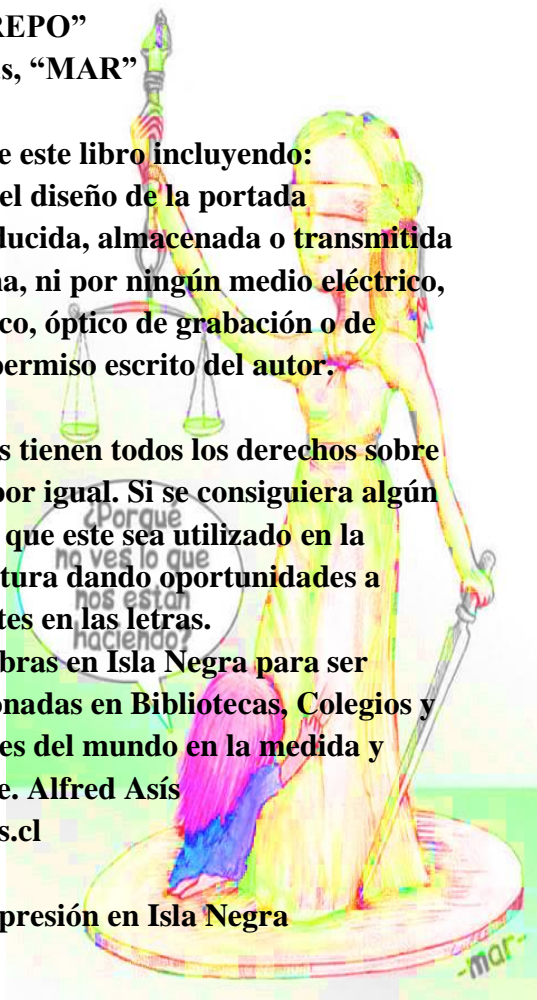 REPO”
s, “MAR”
e este libro incluyendo:
el diseño de la portada
ducida, almacenada o transmitida
a, ni por ningún medio eléctrico,
co, óptico de grabación o de
permiso escrito del autor.
s tienen todos los derechos sobre
por igual. Si se consiguiera algún
que este sea utilizado en la
tura dando oportunidades a
tes en las letras.
bras en Isla Negra para ser
onadas en Bibliotecas, Colegios y
es del mundo en la medida y
e. Alfred Asís
s.cl
presión en Isla Negra
¿Porqué
no ves lo que
nos están
haciendo?
-mar-